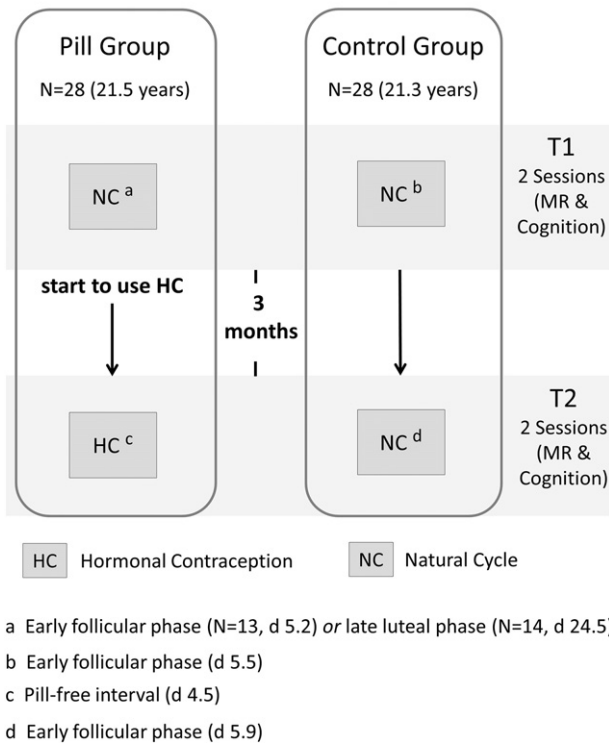 Pill Group
N=28 (21.5 years)
Control Group
N=28 (21.3 years)
NC a
NC b
T1
2 Sessions
(MR &
Cognition)
start to use HC
3
months
HC c
NC d
T2
2 Sessions
(MR &
Cognition)
HC Hormonal Contraception
NC Natural Cycle
a Early follicular phase (N=13, d 5.2) or late luteal phase (N=14, d 24.5)
b Early follicular phase (d 5.5)
c Pill-free interval (d 4.5)
d Early follicular phase (d 5.9)